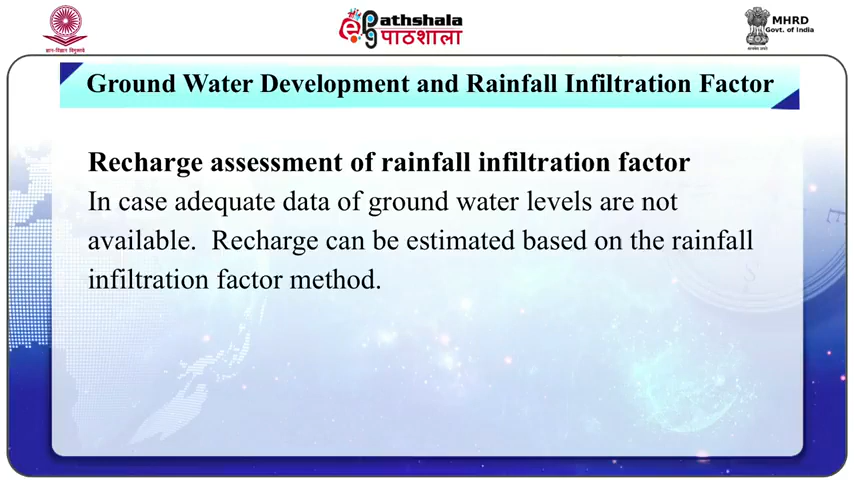 ज्ञान-विज्ञान विमुक्तये
ePgPathshala
पाठशाला
MHRD
Govt. of India
Ground Water Development and Rainfall Infiltration Factor
Recharge assessment of rainfall infiltration factor
In case adequate data of ground water levels are not
available.  Recharge can be estimated based on the rainfall
infiltration factor method.